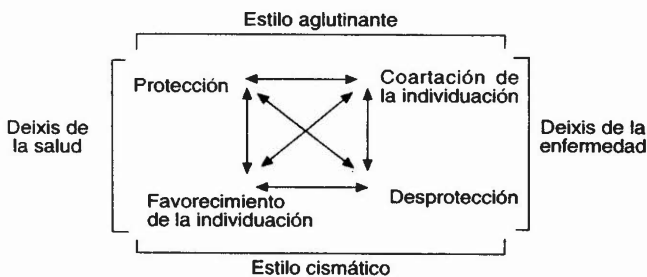 Estilo aglutinante
Protección
Coartación de
la individuación
Deixis de
la salud
Deixis de la
enfermedad
Favorecimiento
de la individuación
Desprotección
Estilo cismático